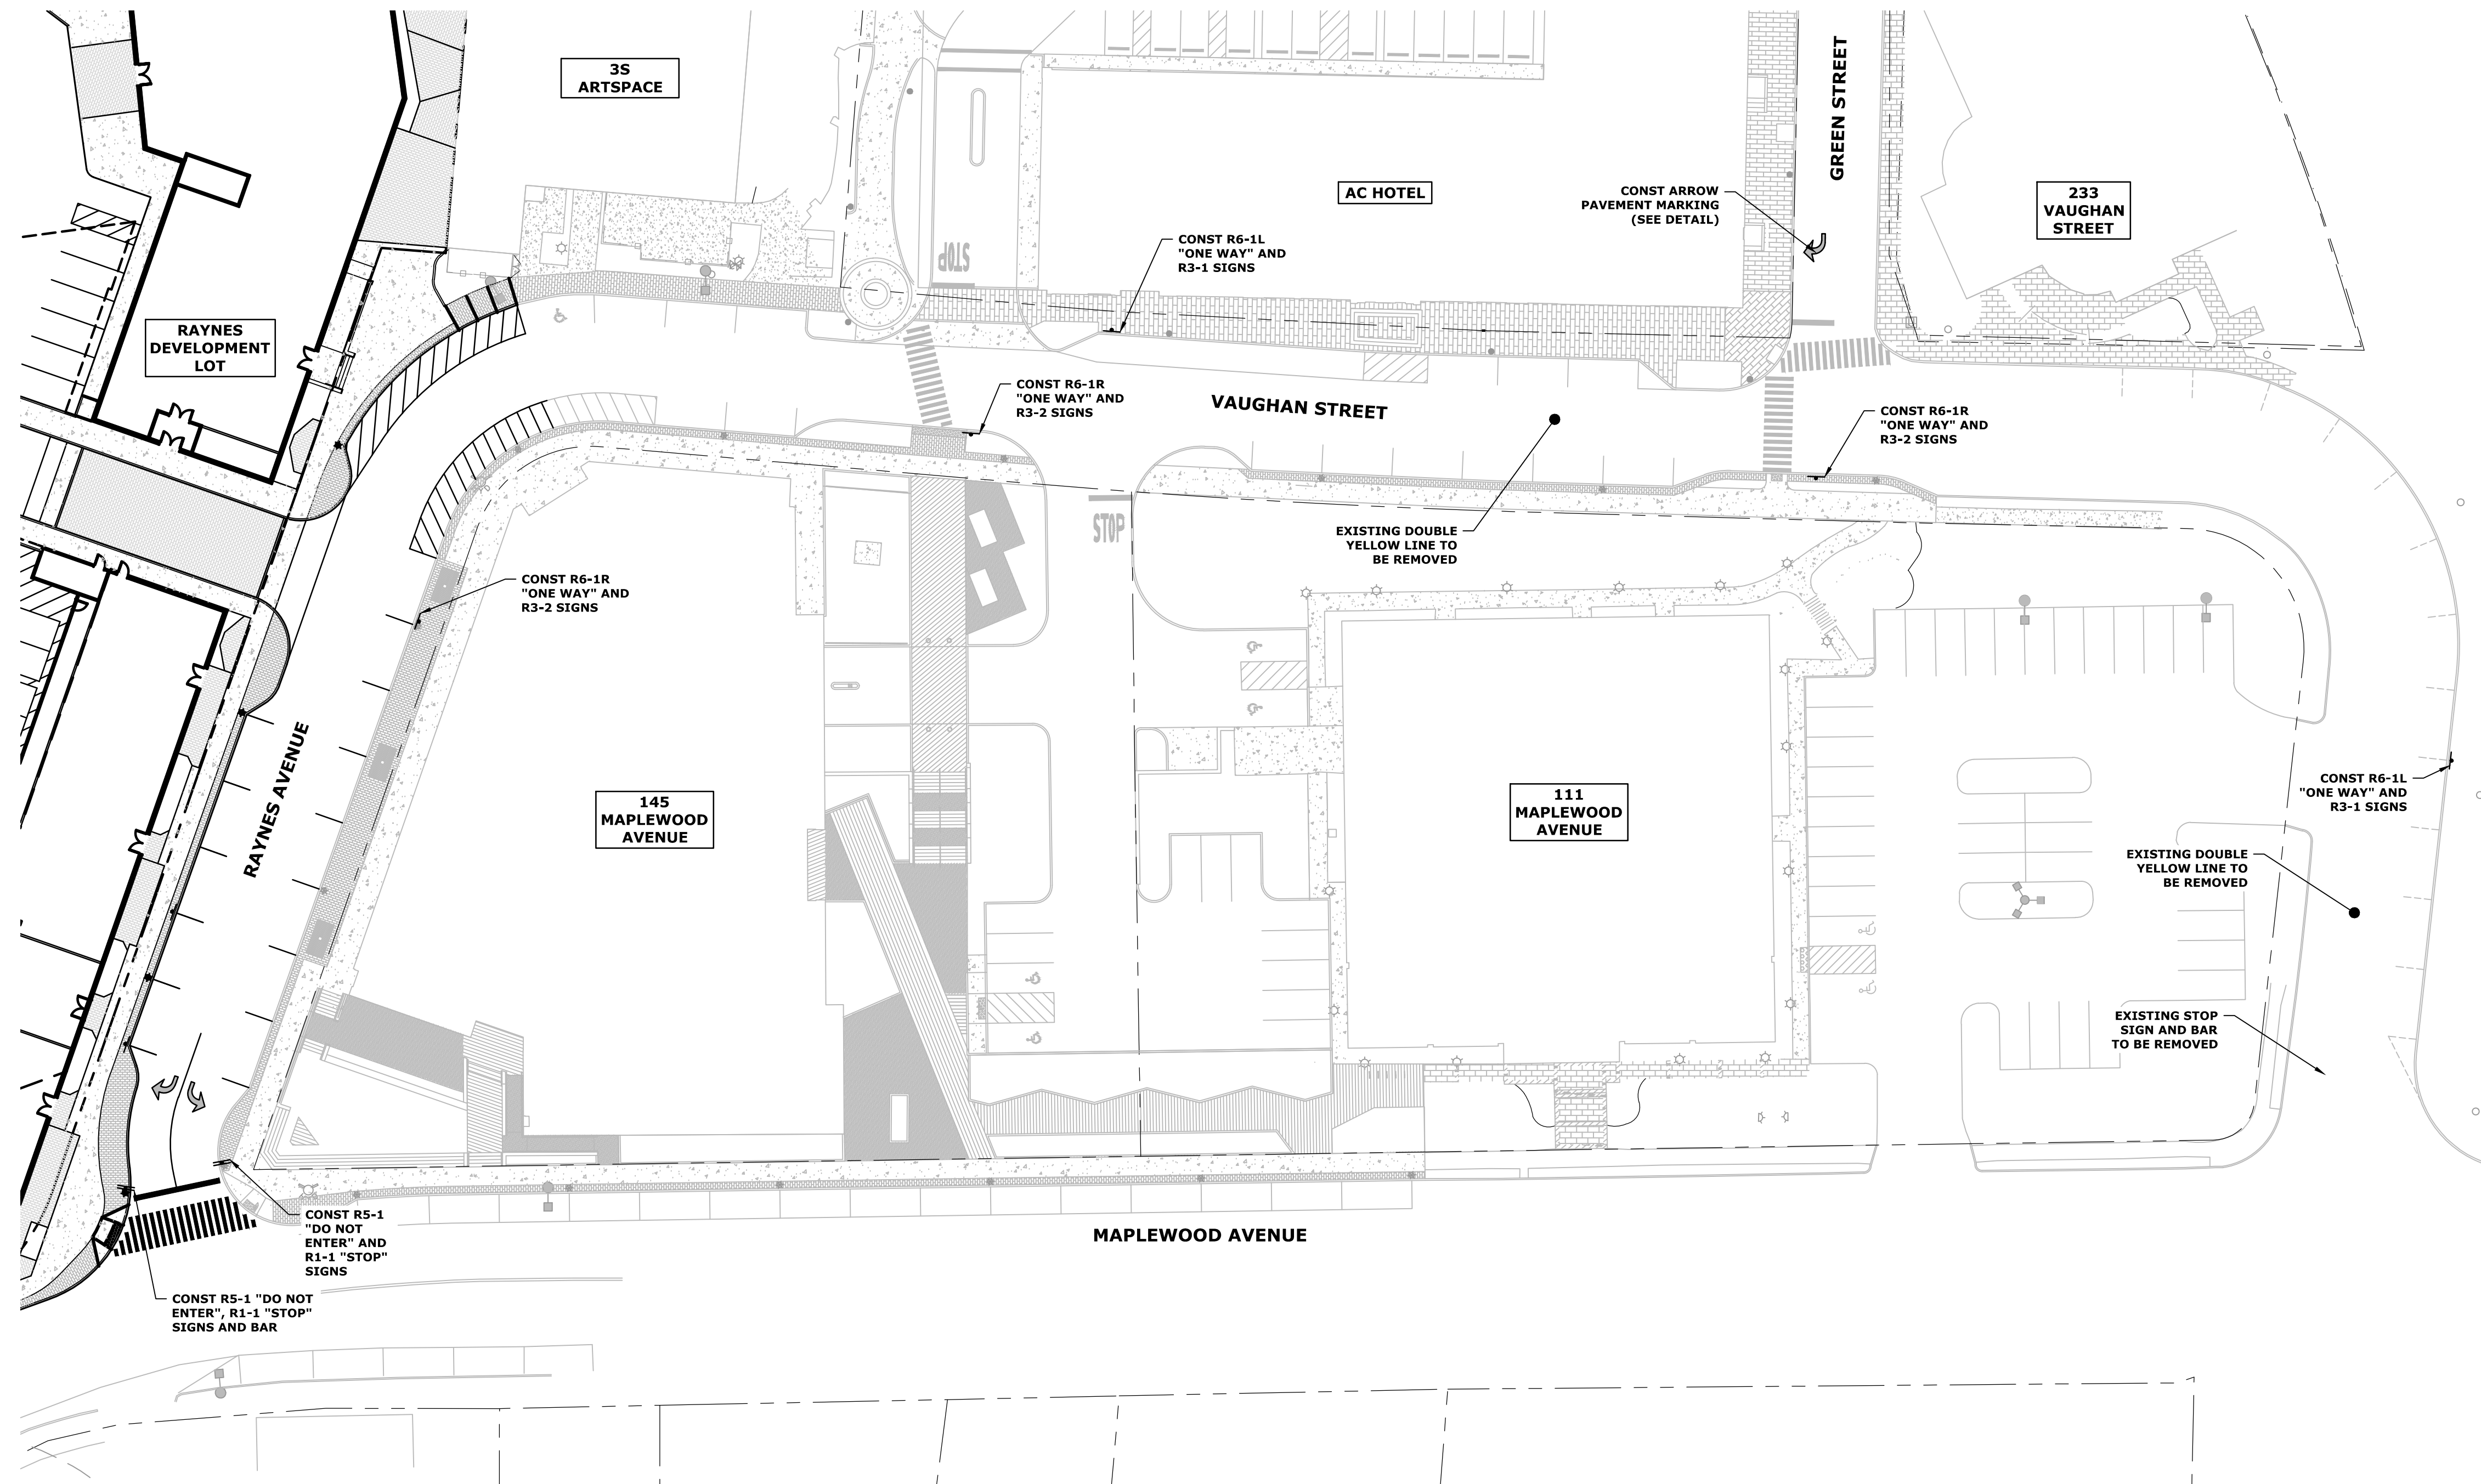 3S
ARTSPACE
GREEN STREET
CONST ARROW
PAVEMENT MARKING
(SEE DETAIL)
AC HOTEL
233
VAUGHAN
STREET
STOP
CONST R6-1L
"ONE WAY" AND
R3-1 SIGNS
RAYNES
DEVELOPMENT
LOT
CONST R6-1R
"ONE WAY" AND
R3-2 SIGNS
VAUGHAN STREET
CONST R6-1R
"ONE WAY" AND
R3-2 SIGNS
STOP
EXISTING DOUBLE
YELLOW LINE TO
BE REMOVED
CONST R6-1R
"ONE WAY" AND
R3-2 SIGNS
RAYNES AVENUE
145
MAPLEWOOD
AVENUE
111
MAPLEWOOD
AVENUE
CONST R6-1L
"ONE WAY" AND
R3-1 SIGNS
EXISTING DOUBLE
YELLOW LINE TO
BE REMOVED
EXISTING STOP
SIGN AND BAR
TO BE REMOVED
CONST R5-1
"DO NOT
ENTER" AND
R1-1 "STOP"
SIGNS
MAPLEWOOD AVENUE
CONST R5-1 "DO NOT
ENTER", R1-1 "STOP"
SIGNS AND BAR